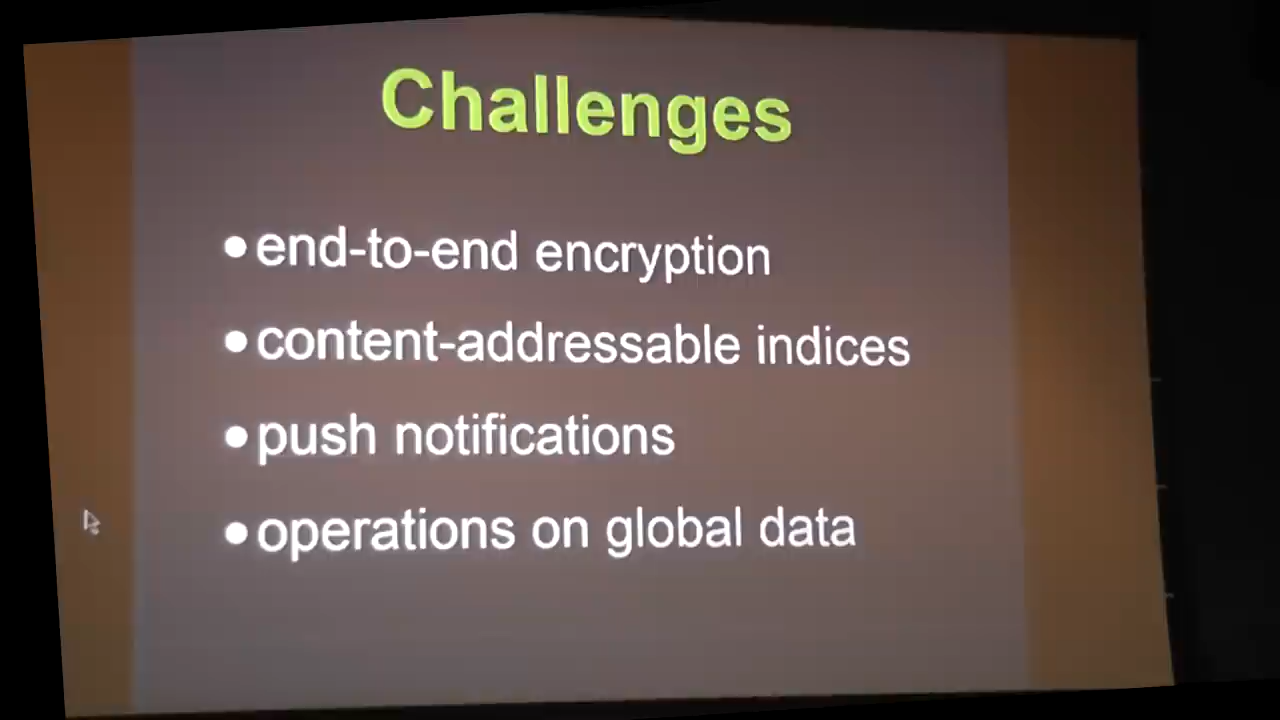 Challenges
• end-to-end encryption
• content-addressable indices
• push notifications
• operations on global data